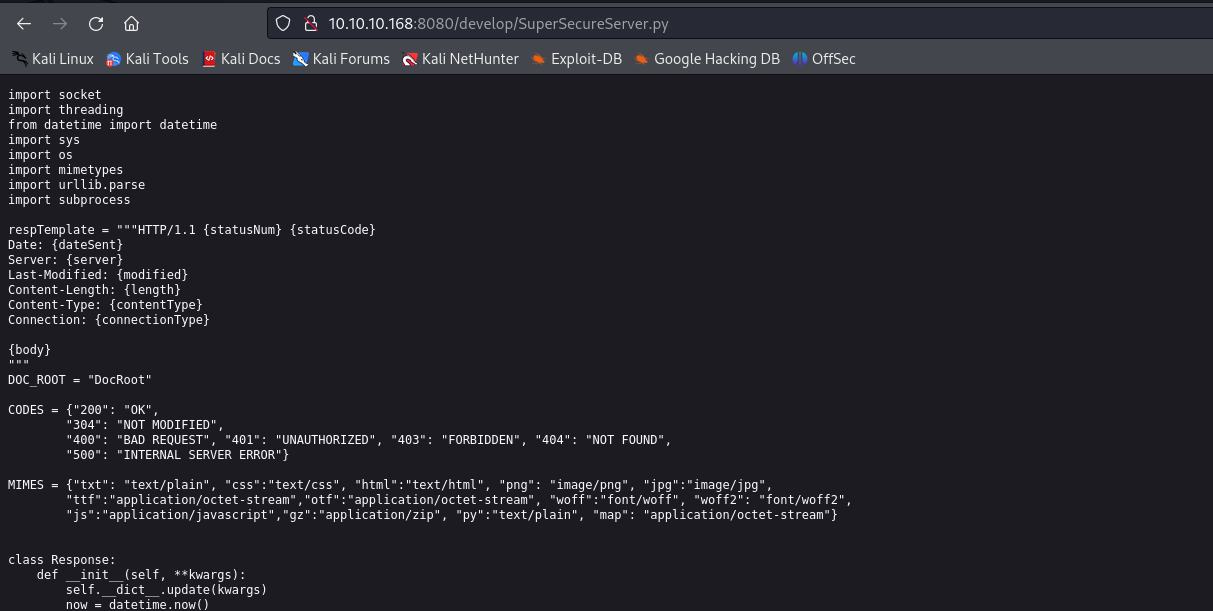 10.10.10.168:8080/develop/SuperSecureServer.py
Kali Linux Kali Tools Kali Docs Kali Forums Kali NetHunter Exploit-DB Google Hacking DB OffSec
import socket
import threading
from datetime import datetime
import sys
import os
import mimetypes
import urllib.parse
import subprocess
respTemplate = """HTTP/1.1 {statusNum} {statusCode}
Date: {dateSent}
Server: {server}
Last-Modified: {modified}
Content-Length: {length}
Content-Type: {contentType}
Connection: {connectionType}
{body}
"""
DOC_ROOT = "DocRoot"
CODES = {"200": "OK",
        "304": "NOT MODIFIED",
        "400": "BAD REQUEST", "401": "UNAUTHORIZED", "403": "FORBIDDEN", "404": "NOT FOUND",
        "500": "INTERNAL SERVER ERROR"}
MIMES = {"txt": "text/plain", "css":"text/css", "html":"text/html", "png": "image/png", "jpg":"image/jpg",
        "ttf":"application/octet-stream","otf":"application/octet-stream", "woff":"font/woff", "woff2": "font/woff2",
        "js":"application/javascript","gz":"application/zip", "py":"text/plain", "map": "application/octet-stream"}
class Response:
    def __init__(self, **kwargs):
        self.__dict__.update(kwargs)
        now = datetime.now()